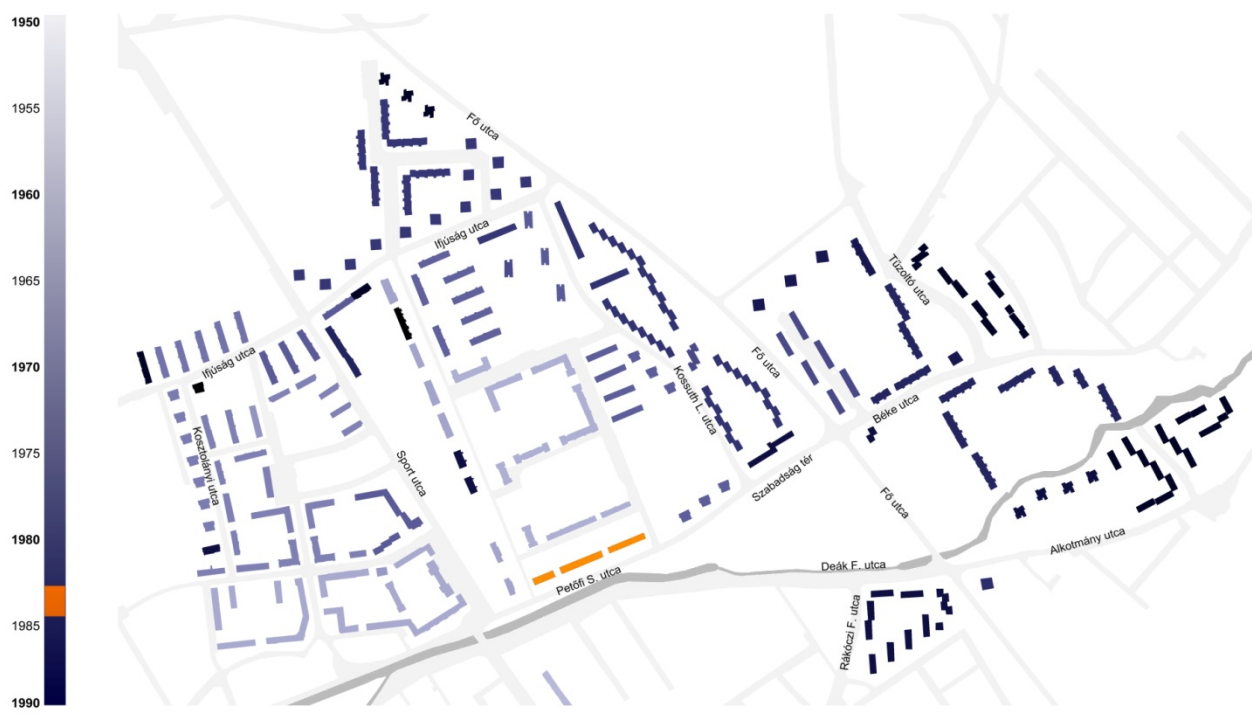 1950
1955
1960
1965
1970
1975
1980
1985
1990
Fő utca
Ifjúság utca
Tűzoltó utca
Ifjúság utca
Fő utca
Kossuth L. utca
Béke utca
Kosztolányi utca
Sport utca
Szabadság tér
Fő utca
Alkotmány utca
Deák F. utca
Petőfi S. utca
Rákóczi F. utca